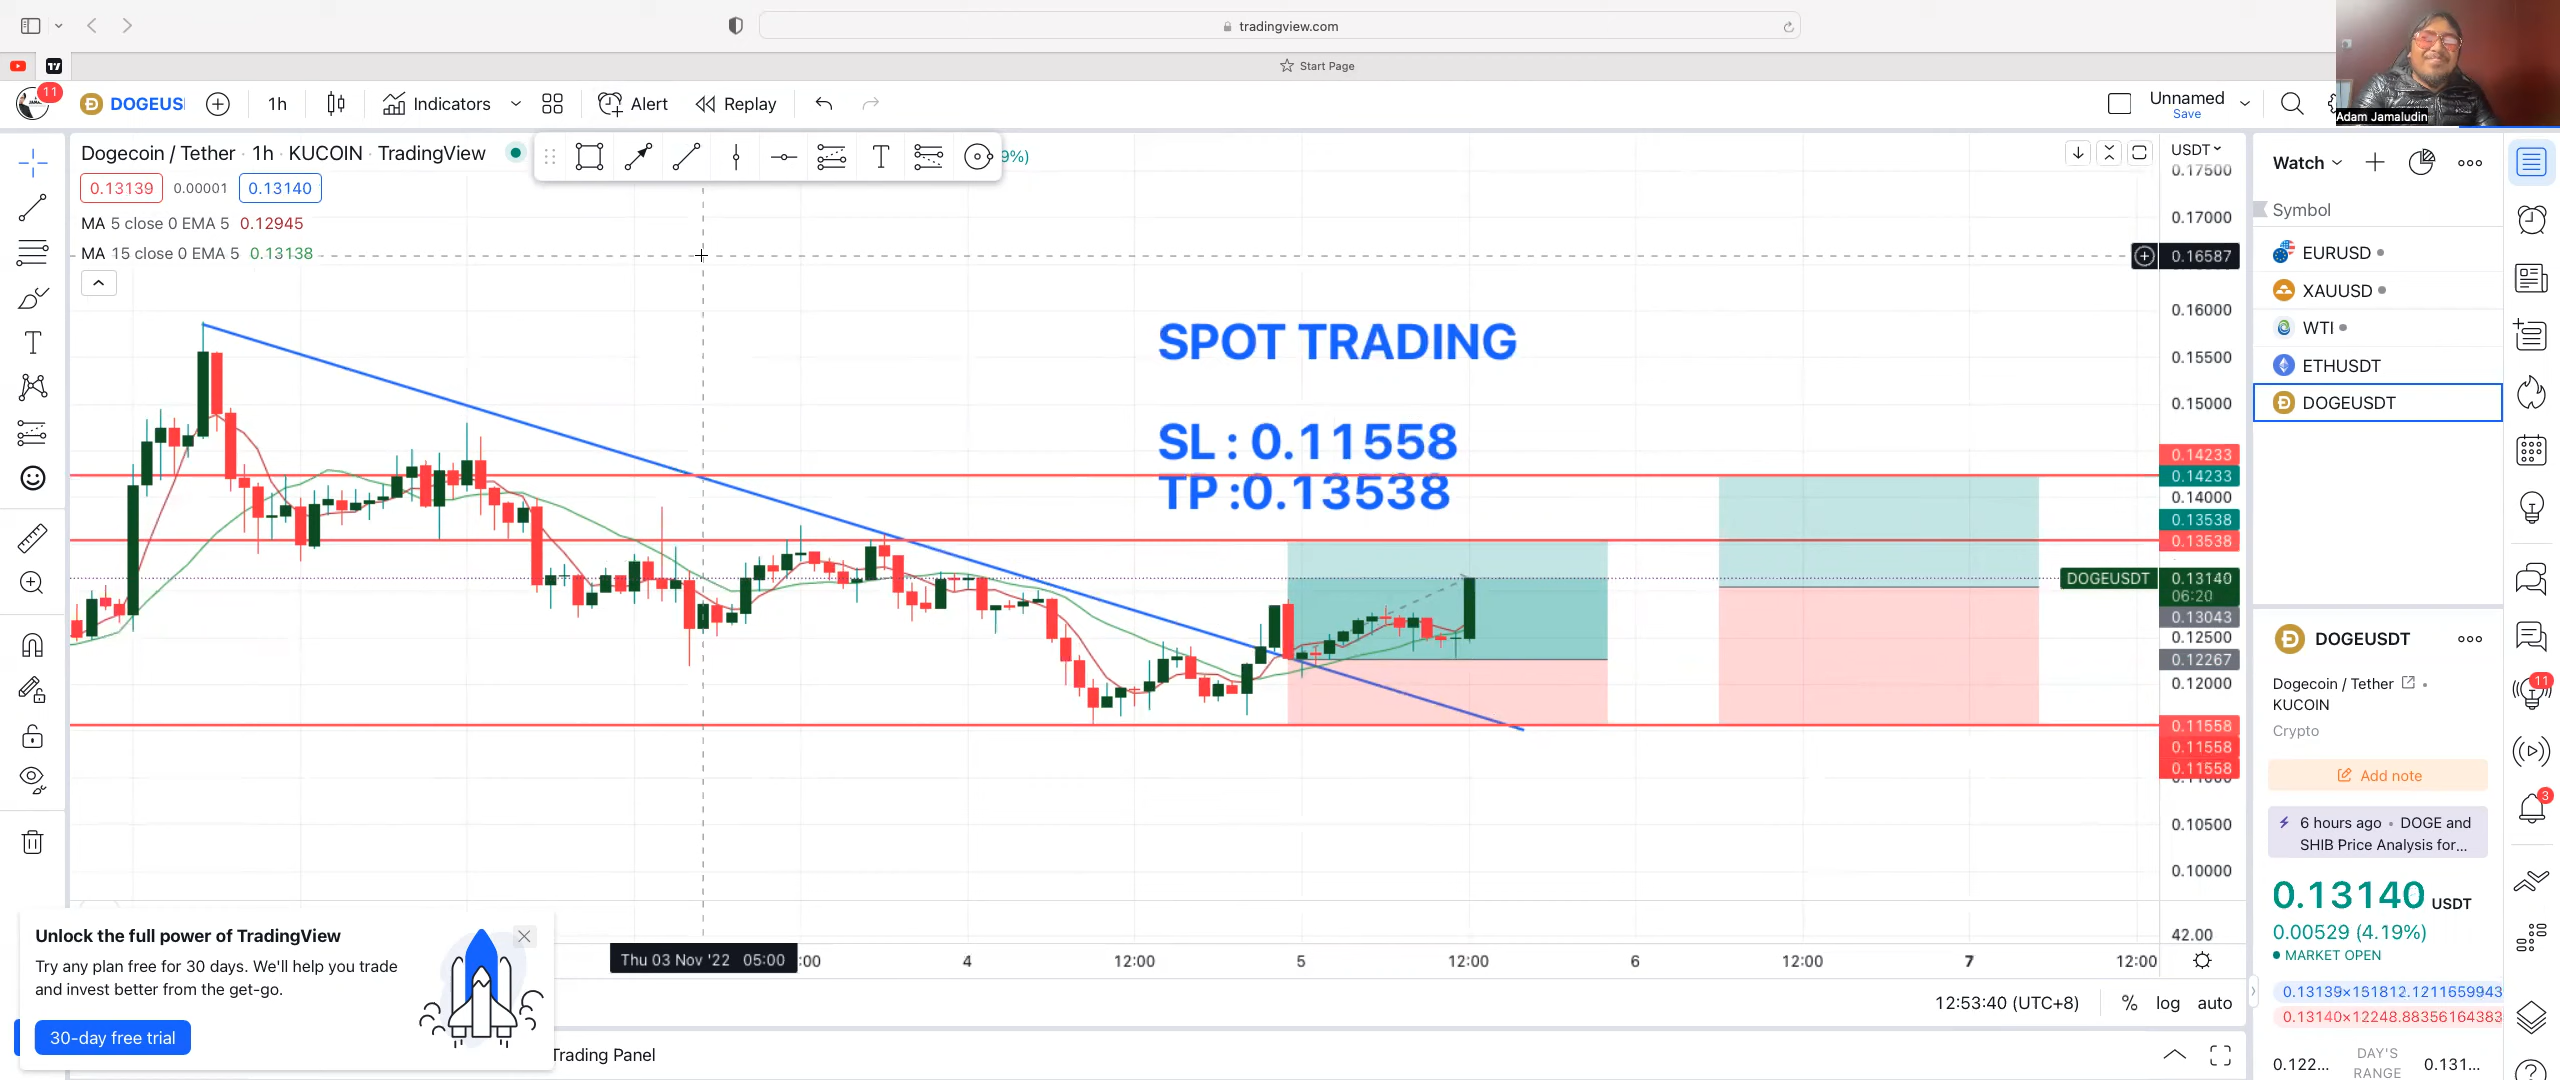 tradingview.com
Start Page
11
DOGEUS
1h
Indicators
Alert
Replay
Unnamed
Save
Adam Jamaludin
Dogecoin / Tether · 1h · KUCOIN · TradingView
9%)
0.13139
0.00001
0.13140
MA 5 close 0 EMA 5 0.12945
MA 15 close 0 EMA 5 0.13138
SPOT TRADING
SL : 0.11558
TP :0.13538
USDT
0.17500
0.17000
0.16587
0.16000
0.15500
0.15000
0.14233
0.14233
0.14000
0.13538
0.13538
DOGEUSDT
0.13140
06:20
0.13043
0.12500
0.12267
0.12000
0.11558
0.11558
0.11558
0.10500
0.10000
42.00
Thu 03 Nov '22 05:00
:00
4
12:00
5
12:00
6
12:00
7
12:00
12:53:40 (UTC+8)
%
log
auto
Unlock the full power of TradingView
Try any plan free for 30 days. We'll help you trade
and invest better from the get-go.
30-day free trial
Trading Panel
Watch
Symbol
EURUSD
XAUUSD
WTI
ETHUSDT
DOGEUSDT
DOGEUSDT
Dogecoin / Tether
KUCOIN
Crypto
Add note
6 hours ago • DOGE and
SHIB Price Analysis for...
0.13140 USDT
0.00529 (4.19%)
MARKET OPEN
0.13139×151812.1211659943
0.13140×12248.88356164383
0.122...
DAY'S
RANGE
0.131...
11
3